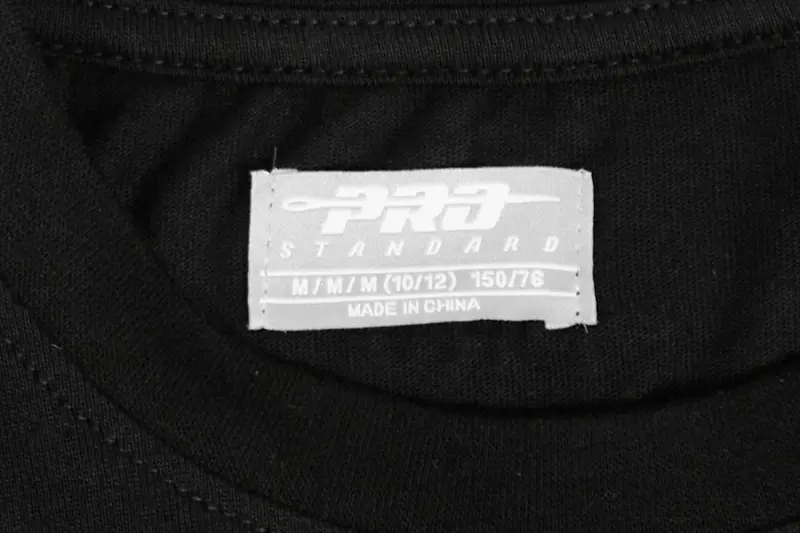 PRO
STANDARD
M/M/M (10/12) 150/76
MADE IN CHINA